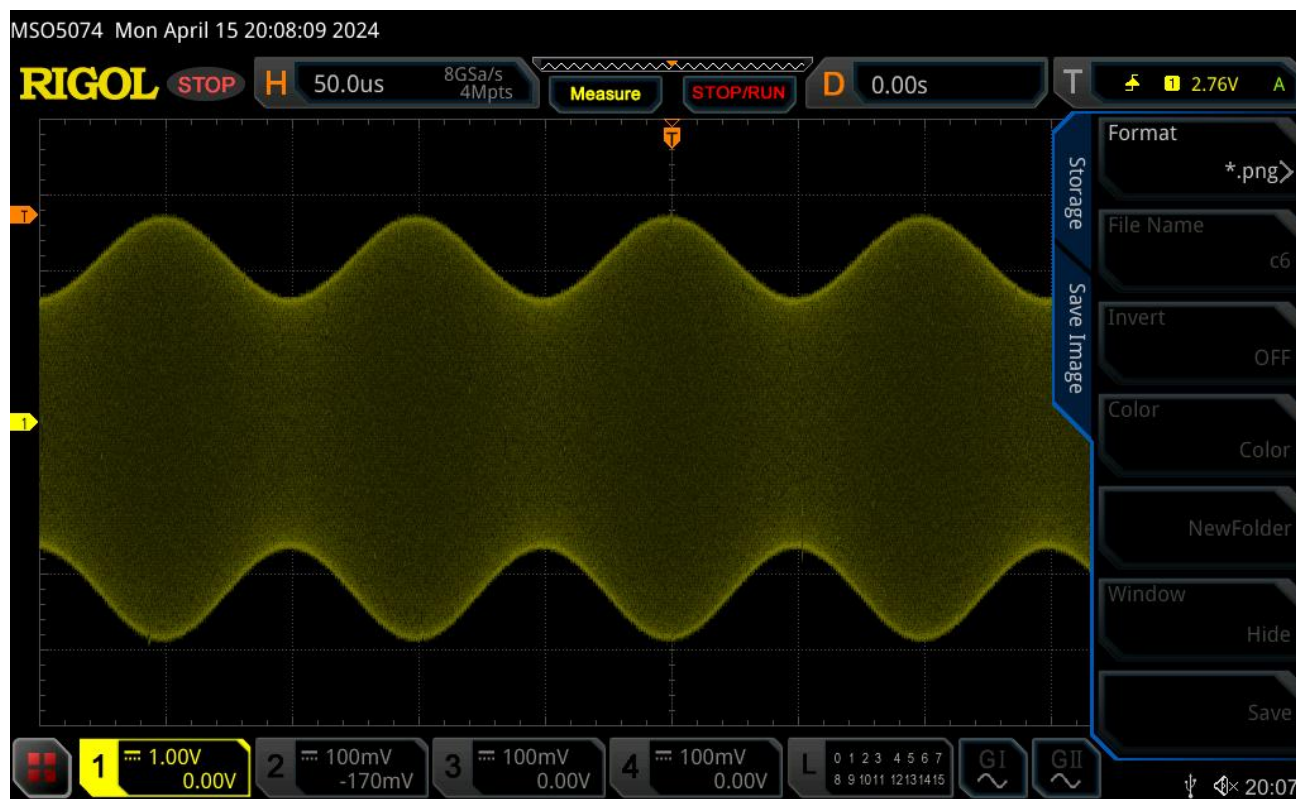 MSO5074 Mon April 15 20:08:09 2024
RIGOL STOP H 50.0us 8GSa/s 4Mpts Measure STOP/RUN D 0.00s T 1 2.76V A
T
T
1
Storage
Save Image
Format
*.png>
File Name
c6
Invert
OFF
Color
Color
NewFolder
Window
Hide
Save
1 1.00V 0.00V 2 100mV -170mV 3 100mV 0.00V 4 100mV 0.00V L 0 1 2 3 4 5 6 7 8 9 10 11 12 13 14 15 GI GII
20:07